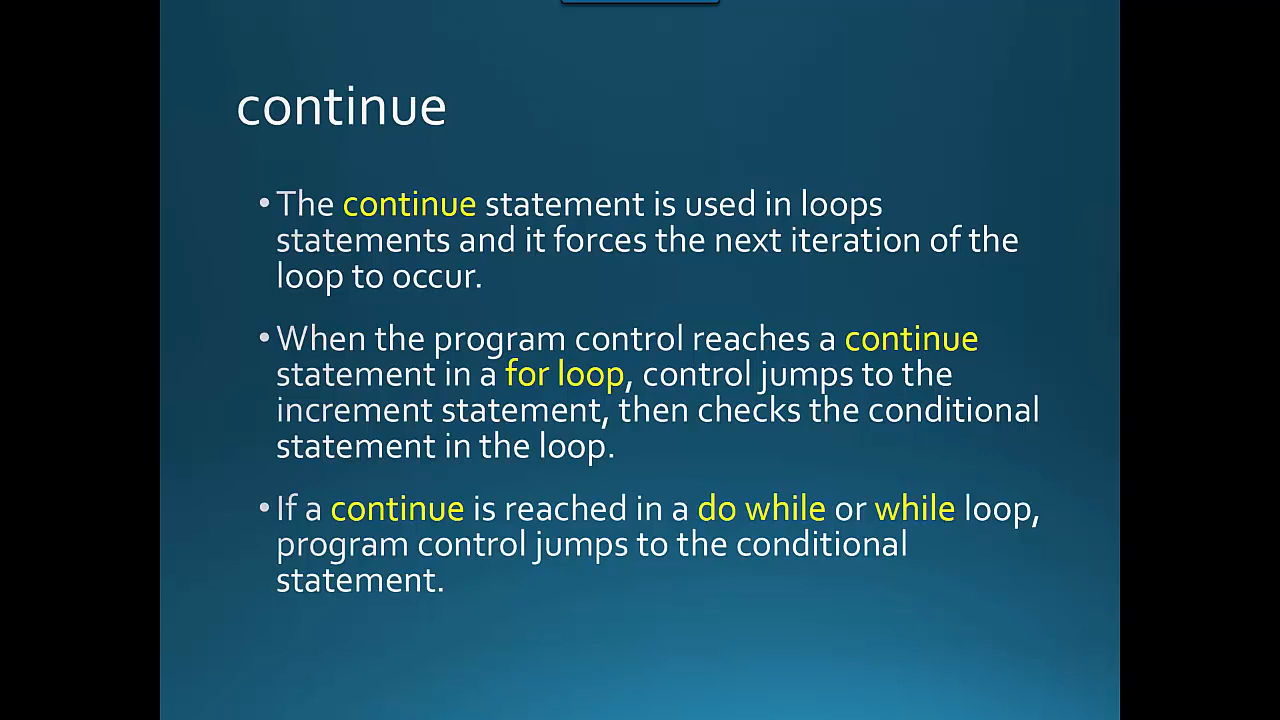 continue
•The continue statement is used in loops
statements and it forces the next iteration of the
loop to occur.
•When the program control reaches a continue
statement in a for loop, control jumps to the
increment statement, then checks the conditional
statement in the loop.
•If a continue is reached in a do while or while loop,
program control jumps to the conditional
statement.